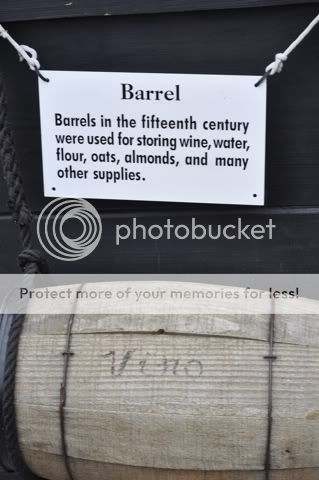 Barrel
Barrels in the fifteenth century
were used for storing wine, water,
flour, oats, almonds, and many
other supplies.
photobucket
Protect more of your memories for less!
Vino